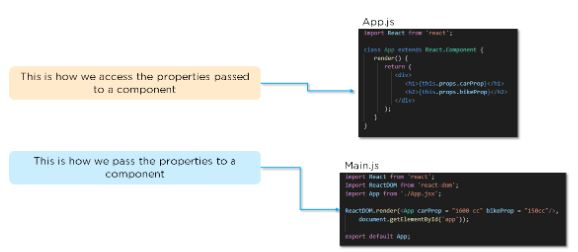 App.js
import React from 'react';
class App extends React.Component {
render() {
return (
<div>
<h1>{this.props.carProp}</h1>
<h2>{this.props.bikeProp}</h2>
</div>
);
}
}
This is how we access the properties passed
to a component
This is how we pass the properties to a
component
Main.js
import React from 'react';
import ReactDOM from 'react-dom';
import App from './App.jsx';
ReactDOM.render(<App carProp = "1600 cc" bikeProp = "150cc"/>,
document.getElementById('app'));
export default App;